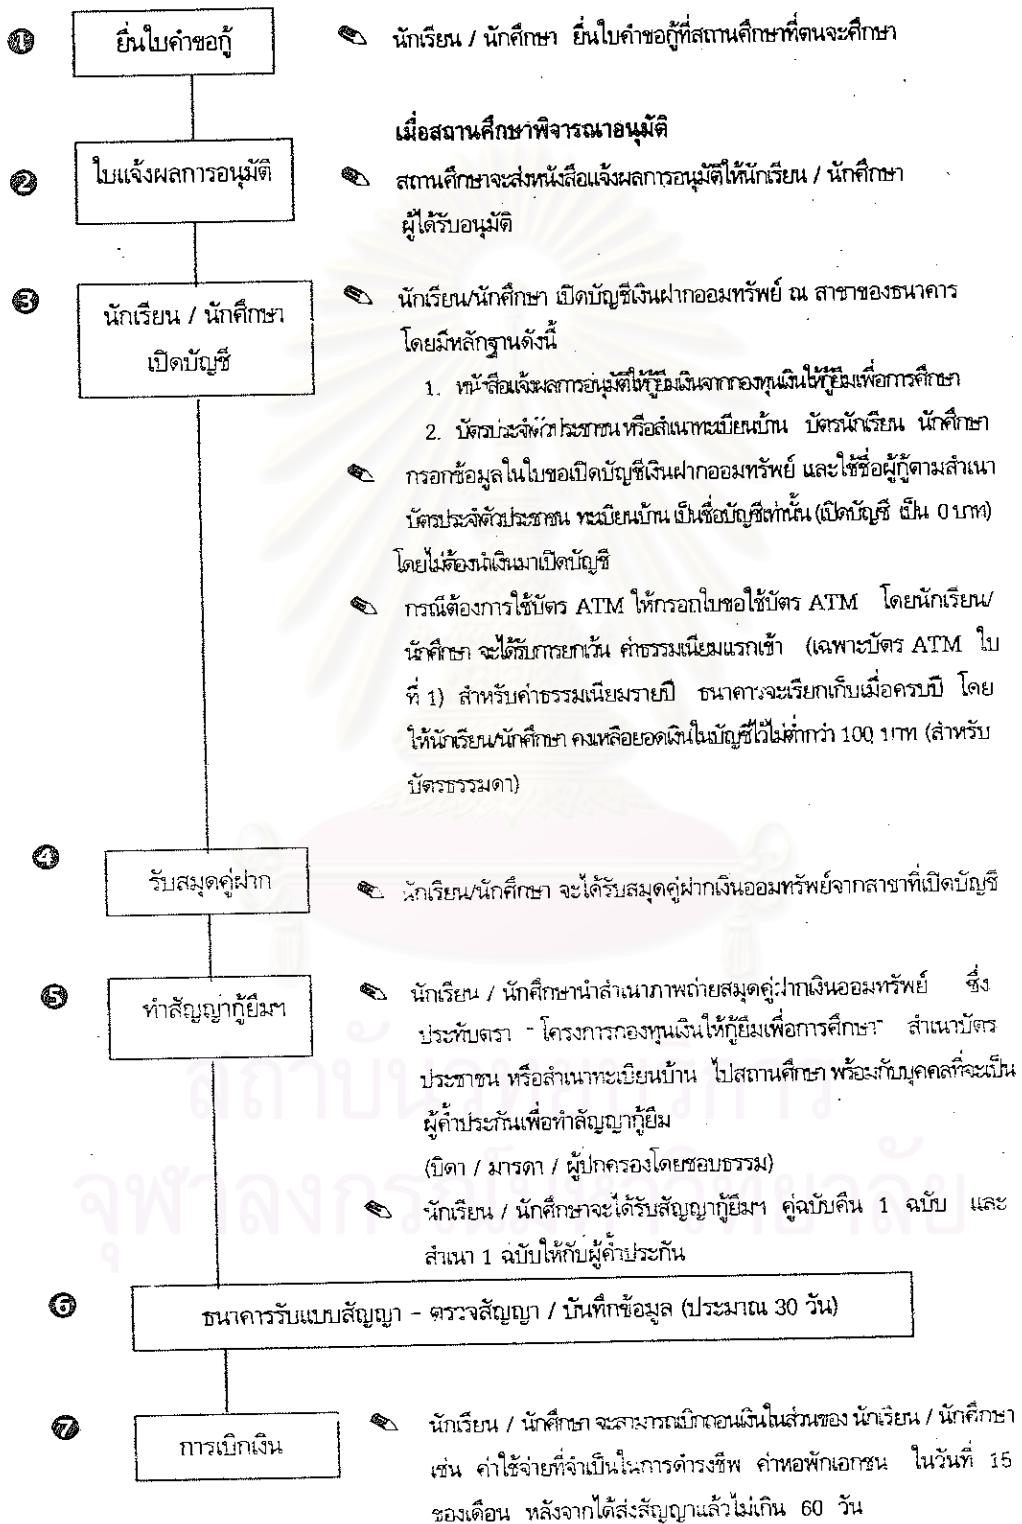 ❶ ยื่นใบคำขอกู้ ✎ นักเรียน / นักศึกษา ยื่นใบคำขอกู้ที่สถานศึกษาที่ตนจะศึกษา
เมื่อสถานศึกษาพิจารณาอนุมัติ
❷ ใบแจ้งผลการอนุมัติ ✎ สถานศึกษาจะส่งหนังสือแจ้งผลการอนุมัติให้นักเรียน / นักศึกษา
ผู้ได้รับอนุมัติ
❸ นักเรียน / นักศึกษา
เปิดบัญชี
✎ นักเรียน/นักศึกษา เปิดบัญชีเงินฝากออมทรัพย์ ณ สาขาของธนาคาร
โดยมีหลักฐานดังนี้
1. หนังสือแจ้งผลการอนุมัติให้กู้ยืมเงินจากกองทุนเงินให้กู้ยืมเพื่อการศึกษา
2. บัตรประจำตัวประชาชน หรือสำเนาทะเบียนบ้าน บัตรนักเรียน นักศึกษา
✎ กรอกข้อมูลในใบขอเปิดบัญชีเงินฝากออมทรัพย์ และใช้ชื่อผู้กู้ตามสำเนา
บัตรประจำตัวประชาชน ทะเบียนบ้าน เป็นชื่อบัญชีเท่านั้น (เปิดบัญชี เป็น 0 บาท)
โดยไม่ต้องนำเงินมาเปิดบัญชี
✎ กรณีต้องการใช้บัตร ATM ให้กรอกใบขอใช้บัตร ATM โดยนักเรียน/
นักศึกษา จะได้รับการยกเว้น ค่าธรรมเนียมแรกเข้า (เฉพาะบัตร ATM ใบ
ที่ 1) สำหรับค่าธรรมเนียมรายปี ธนาคารจะเรียกเก็บเมื่อครบปี โดย
ให้นักเรียน/นักศึกษา คงเหลือยอดเงินในบัญชีไว้ไม่ต่ำกว่า 100 บาท (สำหรับ
บัตรธรรมดา)
❹ รับสมุดคู่ฝาก ✎ นักเรียน/นักศึกษา จะได้รับสมุดคู่ฝากเงินออมทรัพย์จากสาขาที่เปิดบัญชี
❺ ทำสัญญากู้ยืมฯ ✎ นักเรียน / นักศึกษานำสำเนาภาพถ่ายสมุดคู่ฝากเงินออมทรัพย์ ซึ่ง
ประทับตรา "โครงการกองทุนเงินให้กู้ยืมเพื่อการศึกษา" สำเนาบัตร
ประชาชน หรือสำเนาทะเบียนบ้าน ไปสถานศึกษา พร้อมกับบุคคลที่จะเป็น
ผู้ค้ำประกันเพื่อทำสัญญากู้ยืม
(บิดา / มารดา / ผู้ปกครองโดยชอบธรรม)
✎ นักเรียน / นักศึกษาจะได้รับสัญญากู้ยืมฯ คู่ฉบับคืน 1 ฉบับ และ
สำเนา 1 ฉบับให้กับผู้ค้ำประกัน
❻ ธนาคารรับแบบสัญญา - ตรวจสัญญา / บันทึกข้อมูล (ประมาณ 30 วัน)
❼ การเบิกเงิน ✎ นักเรียน / นักศึกษา จะสามารถเบิกถอนเงินในส่วนของ นักเรียน / นักศึกษา
เช่น ค่าใช้จ่ายที่จำเป็นในการดำรงชีพ ค่าหอพักเอกชน ในวันที่ 15
ของเดือน หลังจากได้ส่งสัญญาแล้วไม่เกิน 60 วัน
สถาบันวิทยบริการ
จุฬาลงกรณ์มหาวิทยาลัย